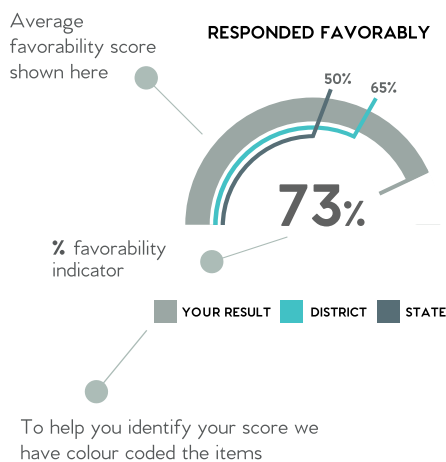 Average
favorability score
shown here
RESPONDED FAVORABLY
50%
65%
73%
% favorability
indicator
YOUR RESULT DISTRICT STATE
To help you identify your score we
have colour coded the items